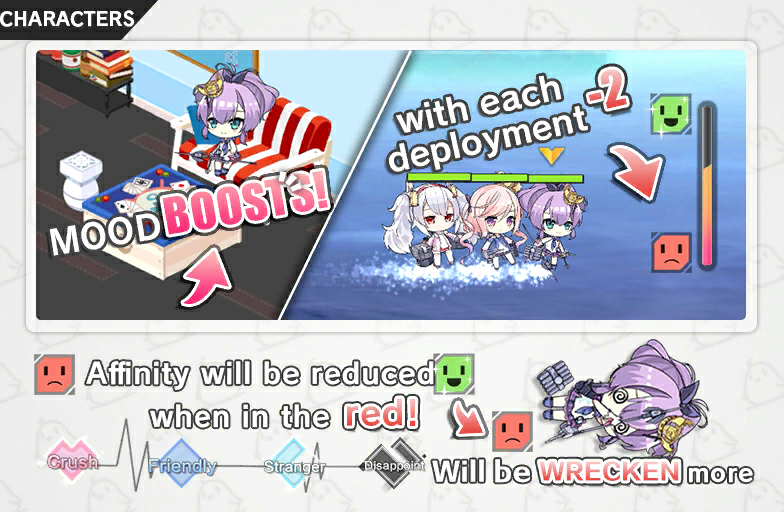 CHARACTERS
MOOD BOOSTS!
with each
deployment -2
Affinity will be reduced
when in the red!
Crush Friendly Stranger Disappoint
Will be WRECKEN more